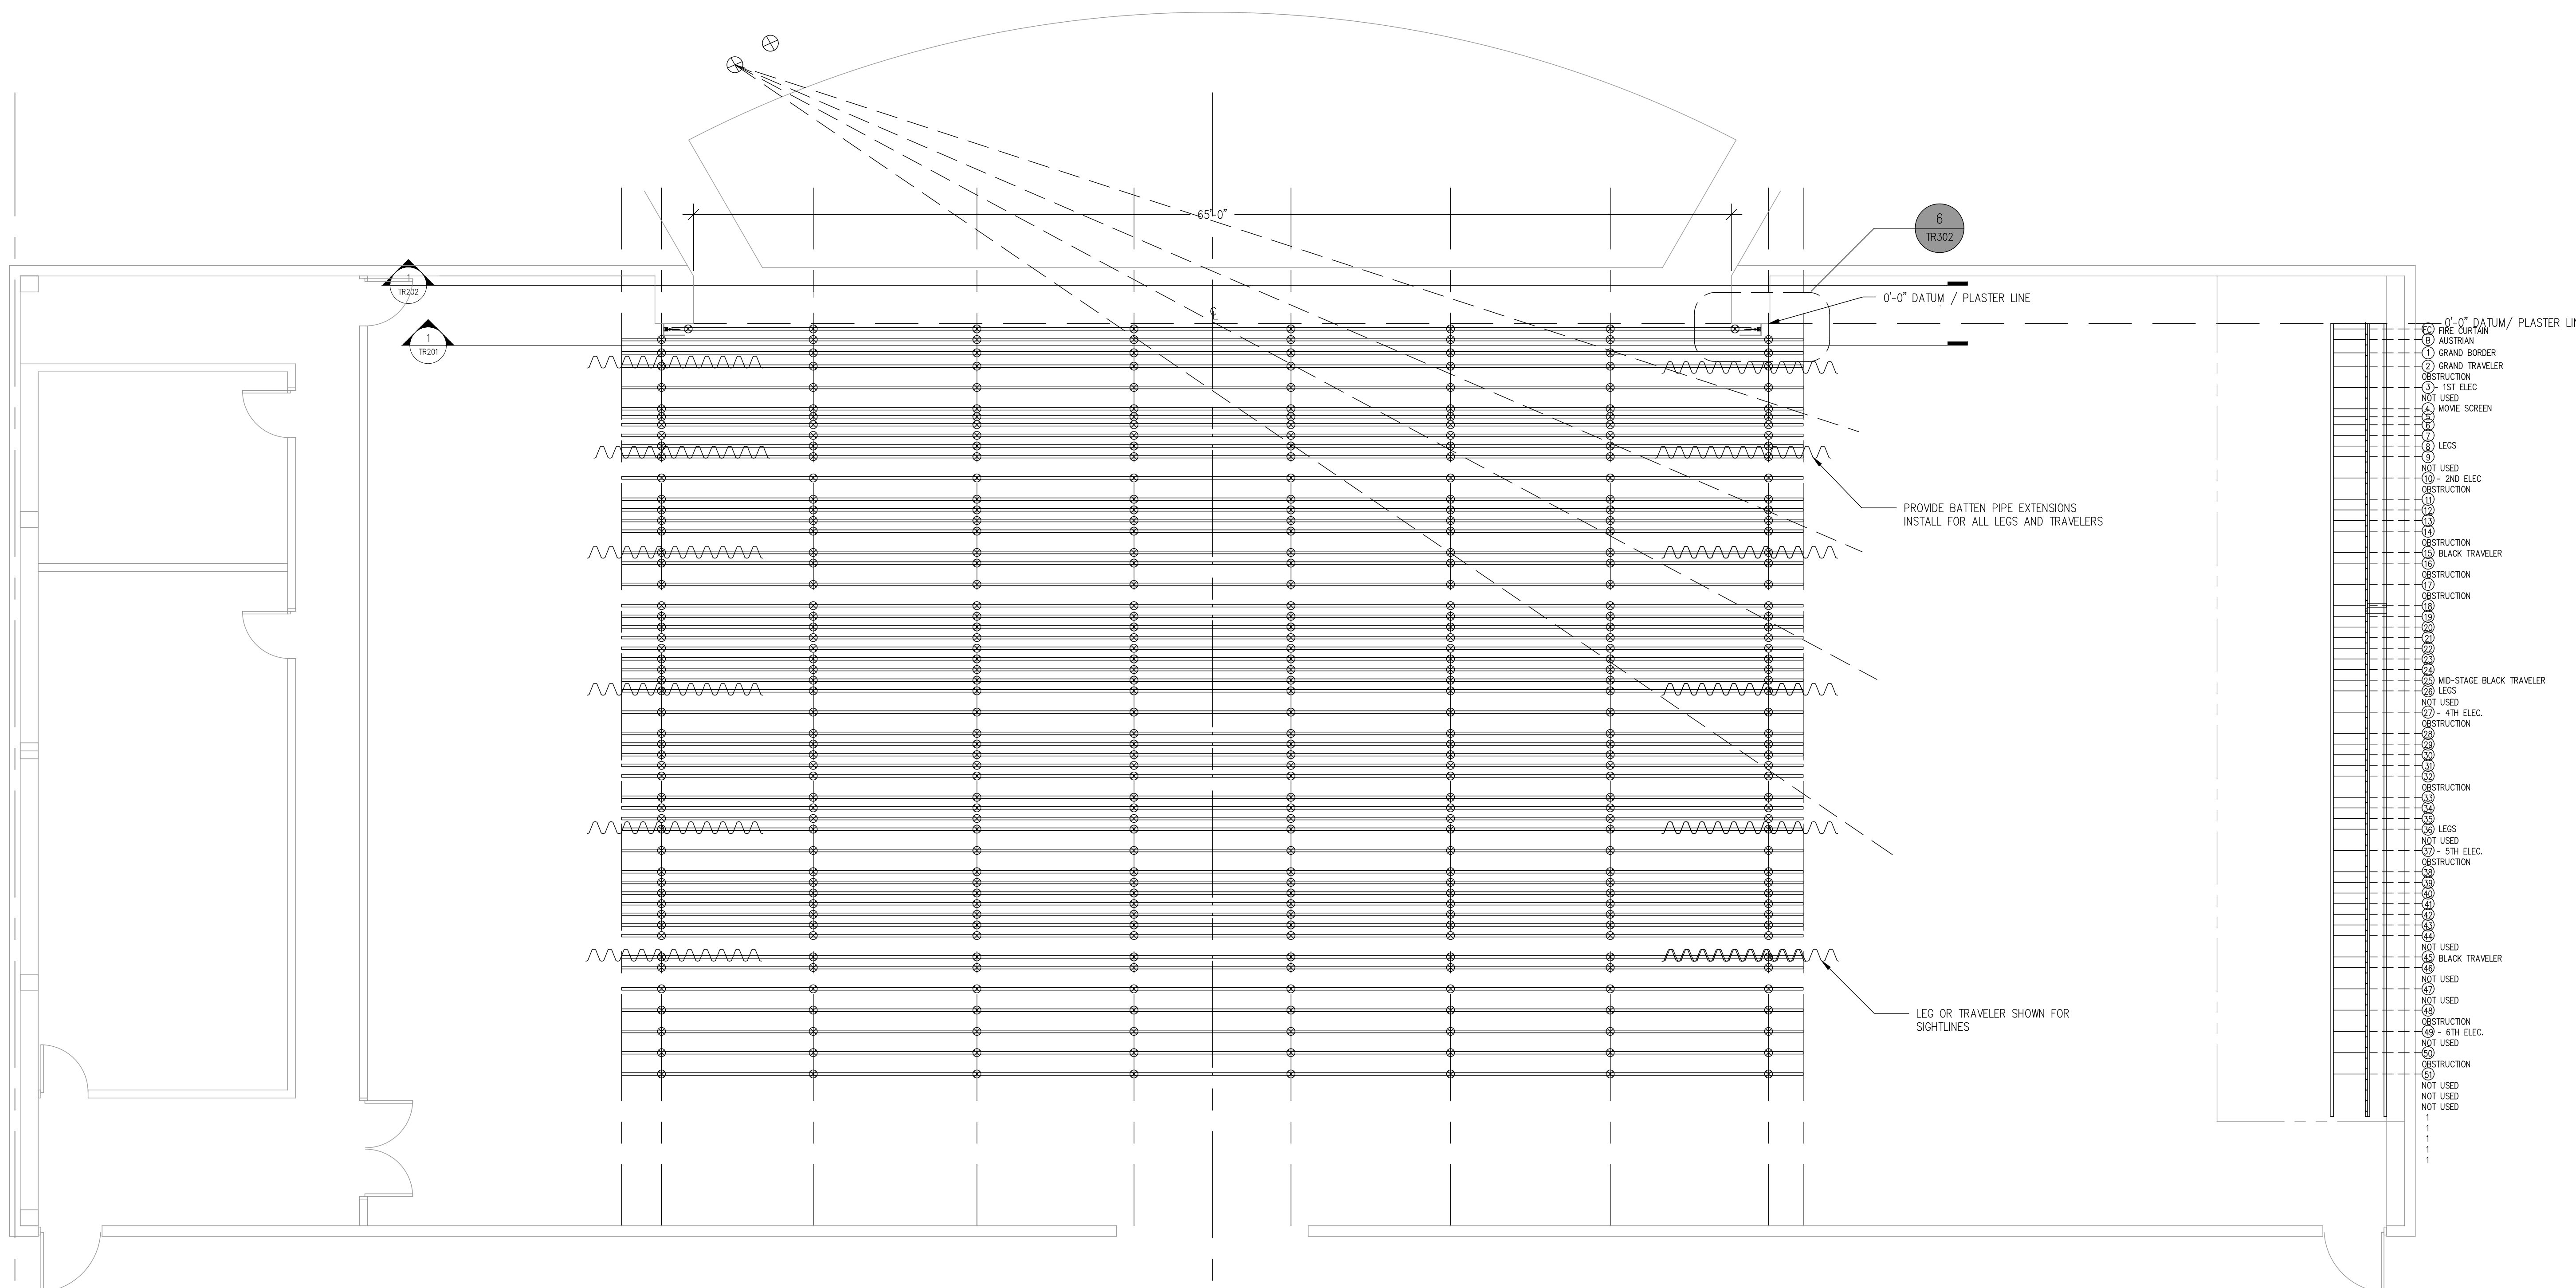 65'-0"
6
TR302
1
TR202
0'-0" DATUM / PLASTER LINE
℄
1
TR201
0'-0" DATUM/ PLASTER
FC FIRE CURTAIN
B AUSTRIAN
1 GRAND BORDER
2 GRAND TRAVELER
OBSTRUCTION
3 - 1ST ELEC
NOT USED
4 MOVIE SCREEN
5
6
7
8 LEGS
9
NOT USED
10 - 2ND ELEC
OBSTRUCTION
11
12
13
14
OBSTRUCTION
15 BLACK TRAVELER
16
OBSTRUCTION
17
OBSTRUCTION
18
19
20
21
22
23
24
25 MID-STAGE BLACK TRAVELER
26 LEGS
NOT USED
27 - 4TH ELEC.
OBSTRUCTION
28
29
30
31
32
OBSTRUCTION
33
34
35
36 LEGS
NOT USED
37 - 5TH ELEC.
OBSTRUCTION
38
39
40
41
42
43
44
NOT USED
45 BLACK TRAVELER
46
NOT USED
47
NOT USED
48
OBSTRUCTION
49 - 6TH ELEC.
NOT USED
50
OBSTRUCTION
51
NOT USED
NOT USED
NOT USED
1
1
1
1
1
PROVIDE BATTEN PIPE EXTENSIONS
INSTALL FOR ALL LEGS AND TRAVELERS
LEG OR TRAVELER SHOWN FOR
SIGHTLINES